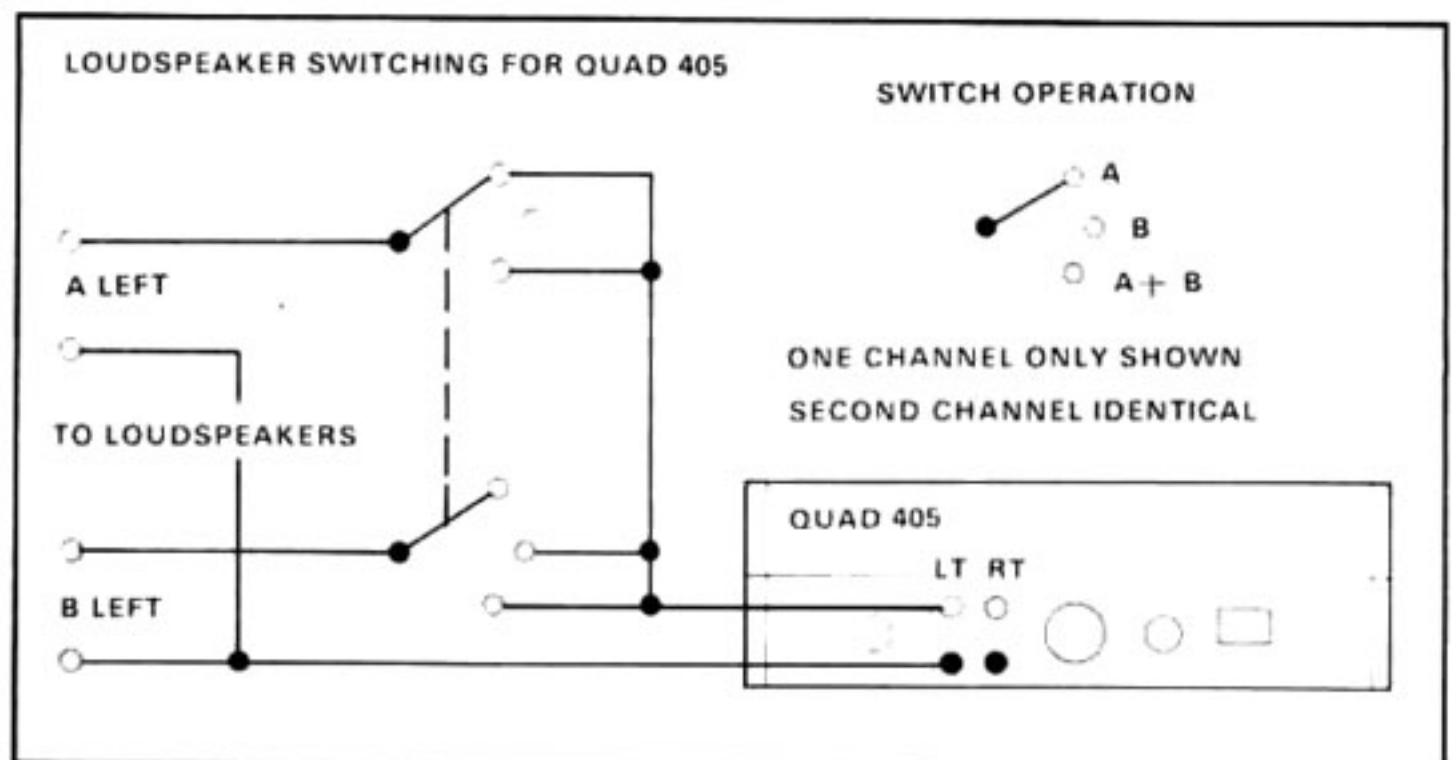 LOUDSPEAKER SWITCHING FOR QUAD 405
SWITCH OPERATION
A
B
A + B
A LEFT
ONE CHANNEL ONLY SHOWN
SECOND CHANNEL IDENTICAL
TO LOUDSPEAKERS
QUAD 405
LT RT
B LEFT